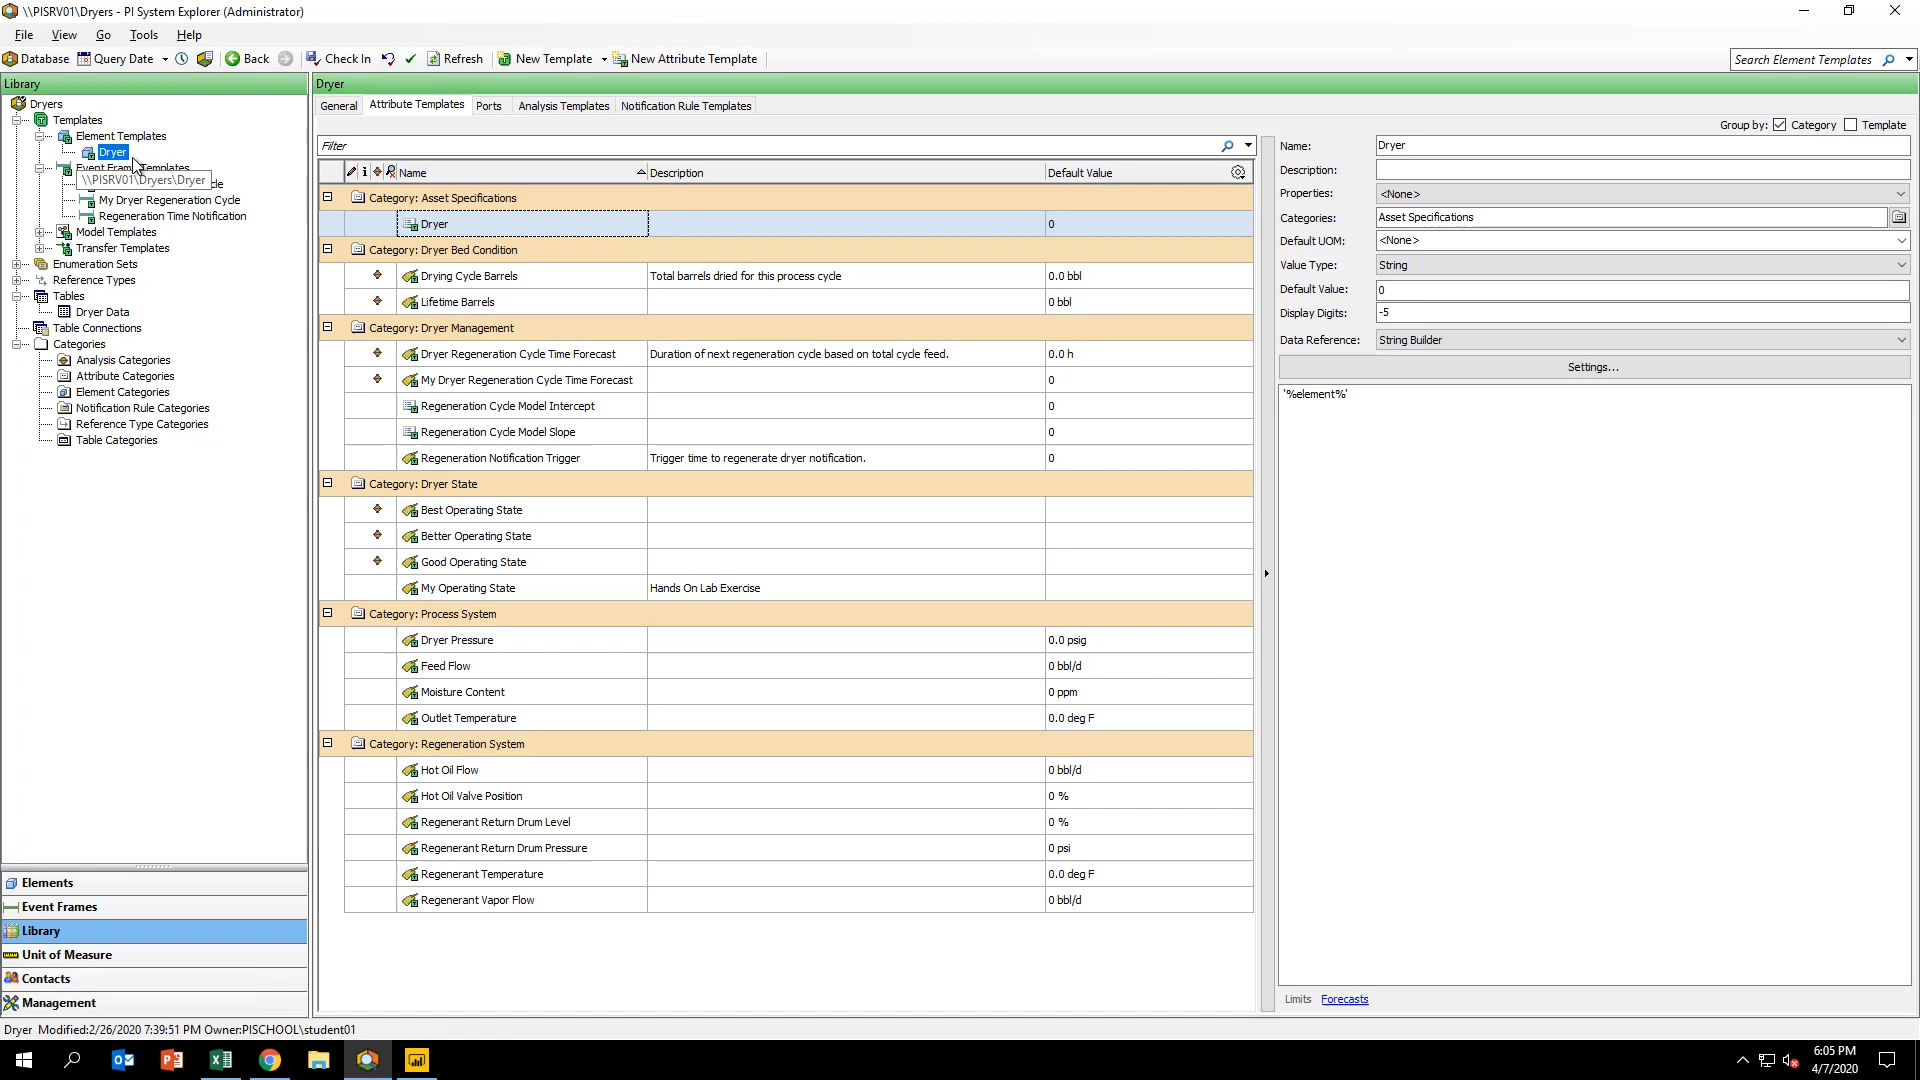 \\PISRV01\Dryers - PI System Explorer (Administrator)
File View Go Tools Help
Database Query Date Back Check In Refresh New Template New Attribute Template Search Element Templates
Library
Dryers
Templates
Element Templates
Dryer
Event Frame Templates
\\PISRV01\Dryers\Dryer
My Dryer Regeneration Cycle
Regeneration Time Notification
Model Templates
Transfer Templates
Enumeration Sets
Reference Types
Tables
Dryer Data
Table Connections
Categories
Analysis Categories
Attribute Categories
Element Categories
Notification Rule Categories
Reference Type Categories
Table Categories
Elements
Event Frames
Library
Unit of Measure
Contacts
Management
Dryer
General Attribute Templates Ports Analysis Templates Notification Rule Templates
Group by: Category Template
Filter
Name Description Default Value
Category: Asset Specifications
Dryer 0
Category: Dryer Bed Condition
Drying Cycle Barrels Total barrels dried for this process cycle 0.0 bbl
Lifetime Barrels 0 bbl
Category: Dryer Management
Dryer Regeneration Cycle Time Forecast Duration of next regeneration cycle based on total cycle feed. 0.0 h
My Dryer Regeneration Cycle Time Forecast 0
Regeneration Cycle Model Intercept 0
Regeneration Cycle Model Slope 0
Regeneration Notification Trigger Trigger time to regenerate dryer notification. 0
Category: Dryer State
Best Operating State
Better Operating State
Good Operating State
My Operating State Hands On Lab Exercise
Category: Process System
Dryer Pressure 0.0 psig
Feed Flow 0 bbl/d
Moisture Content 0 ppm
Outlet Temperature 0.0 deg F
Category: Regeneration System
Hot Oil Flow 0 bbl/d
Hot Oil Valve Position 0 %
Regenerant Return Drum Level 0 %
Regenerant Return Drum Pressure 0 psi
Regenerant Temperature 0.0 deg F
Regenerant Vapor Flow 0 bbl/d
Name: Dryer
Description:
Properties: <None>
Categories: Asset Specifications
Default UOM: <None>
Value Type: String
Default Value: 0
Display Digits: -5
Data Reference: String Builder
Settings...
'%element%'
Limits Forecasts
Dryer Modified:2/26/2020 7:39:51 PM Owner:PISCHOOL\student01
6:05 PM
4/7/2020